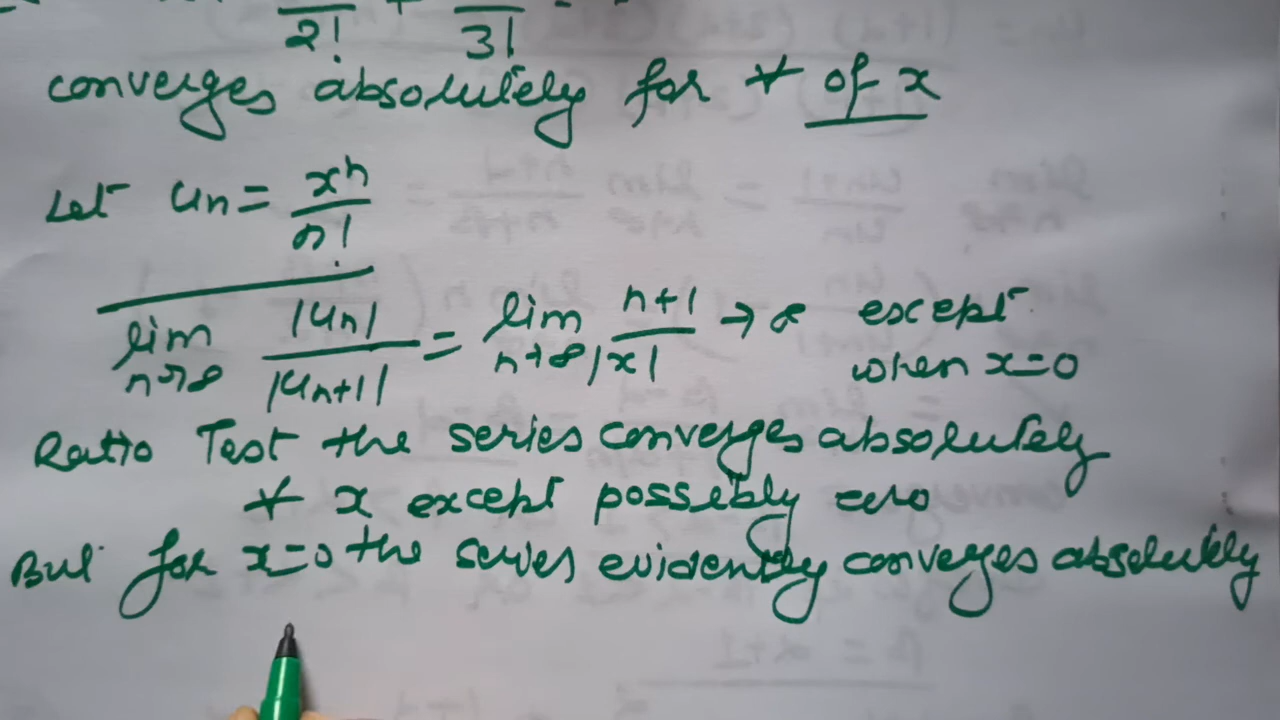 2! + 3!
converges absolutely for ∀ of x
Let un = x^n / n!
lim n→∞ |un| / |un+1| = lim n→∞ n+1 / |x| → ∞ except when x=0
Ratio Test the series converges absolutely
∀ x except possibly zero
But for x=0 the series evidently converges absolutely